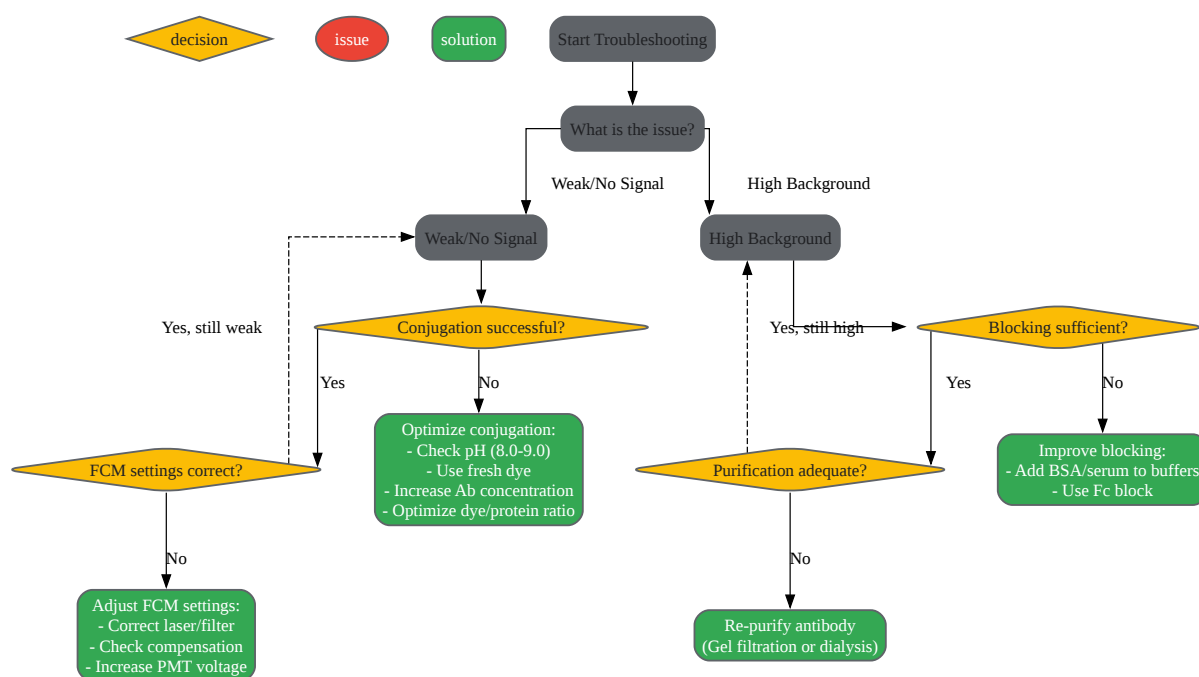 decision
issue
solution
Start Troubleshooting
What is the issue?
Weak/No Signal
High Background
Weak/No Signal
High Background
Yes, still weak
Conjugation successful?
Yes, still high
Blocking sufficient?
Yes
No
Yes
No
Optimize conjugation:
- Check pH (8.0-9.0)
- Use fresh dye
- Increase Ab concentration
- Optimize dye/protein ratio
Improve blocking:
- Add BSA/serum to buffers
- Use Fc block
FCM settings correct?
Purification adequate?
No
No
Adjust FCM settings:
- Correct laser/filter
- Check compensation
- Increase PMT voltage
Re-purify antibody
(Gel filtration or dialysis)